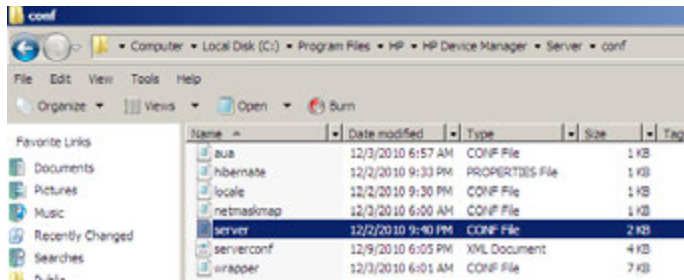 conf
Computer Local Disk (C:) Program Files HP HP Device Manager Server conf
File Edit View Tools Help
Organize Views Open Burn
Favorite Links
Name Date modified Type Size Tag
aua 12/3/2010 6:57 AM CONF File 1 KB
Documents
hibernate 12/2/2010 9:33 PM PROPERTIES File 1 KB
Pictures
locale 12/2/2010 9:30 PM CONF File 1 KB
Music
netmaskmap 12/3/2010 6:00 AM CONF File 1 KB
Recently Changed
server 12/2/2010 9:40 PM CONF File 2 KB
Searches
serverconf 12/9/2010 6:05 PM XML Document 4 KB
Public
wrapper 12/3/2010 6:01 AM CONF File 7 KB